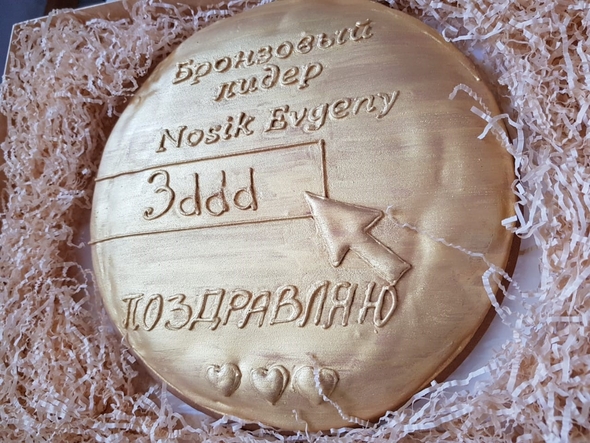 Бронзовый
лидер
Nosik Evgeny
3ddd
ПОЗДРАВЛЯЮ